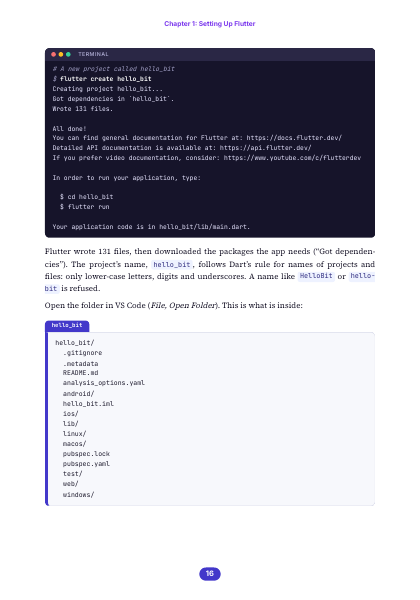 Chapter 1: Setting Up Flutter
TERMINAL
# A new project called hello_bit
$ flutter create hello_bit
Creating project hello_bit...
Got dependencies in `hello_bit`.
Wrote 131 files.
All done!
You can find general documentation for Flutter at: https://docs.flutter.dev/
Detailed API documentation is available at: https://api.flutter.dev/
If you prefer video documentation, consider: https://www.youtube.com/c/flutterdev
In order to run your application, type:
$ cd hello_bit
$ flutter run
Your application code is in hello_bit/lib/main.dart.
Flutter wrote 131 files, then downloaded the packages the app needs (“Got dependen-
cies”). The project’s name, hello_bit, follows Dart’s rule for names of projects and
files: only lower-case letters, digits and underscores. A name like HelloBit or hello-
bit is refused.
Open the folder in VS Code (File, Open Folder). This is what is inside:
hello_bit
hello_bit/
.gitignore
.metadata
README.md
analysis_options.yaml
android/
hello_bit.iml
ios/
lib/
linux/
macos/
pubspec.lock
pubspec.yaml
test/
web/
windows/
16